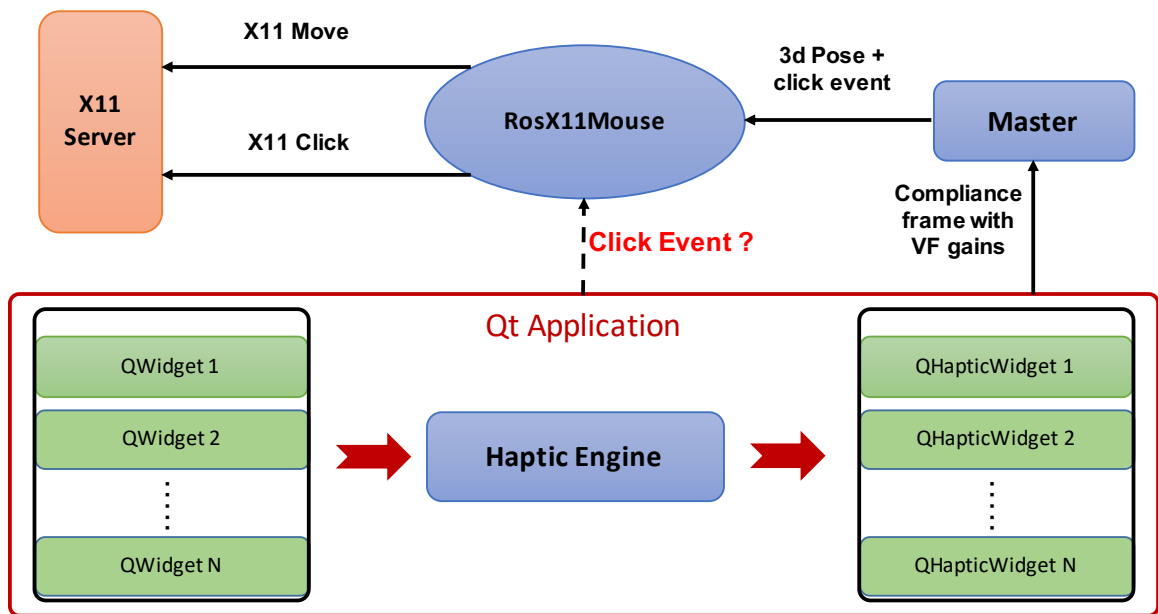 X11 Move
X11
Server
X11 Click
RosX11Mouse
3d Pose +
click event
Master
Compliance
frame with
VF gains
Click Event ?
Qt Application
QWidget 1
QWidget 2
QWidget N
Haptic Engine
QHapticWidget 1
QHapticWidget 2
QHapticWidget N